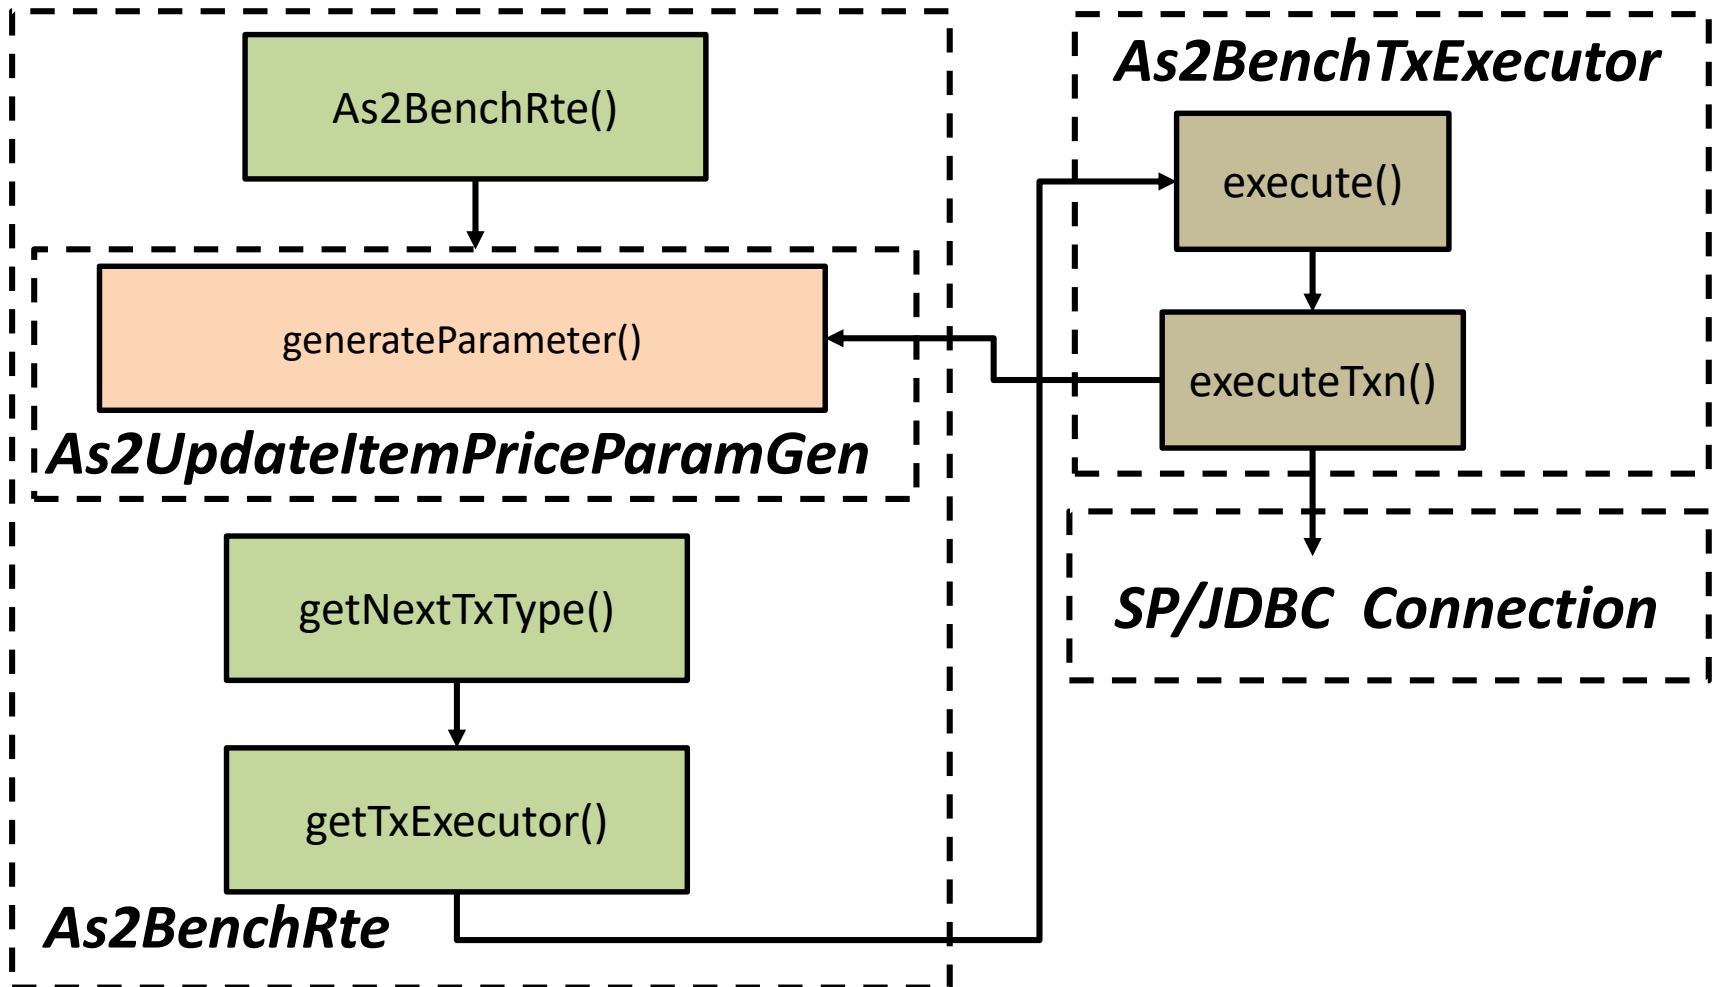 As2BenchRte()
generateParameter()
As2UpdateItemPriceParamGen
getNextTxType()
getTxExecutor()
As2BenchRte
As2BenchTxExecutor
execute()
executeTxn()
SP/JDBC Connection